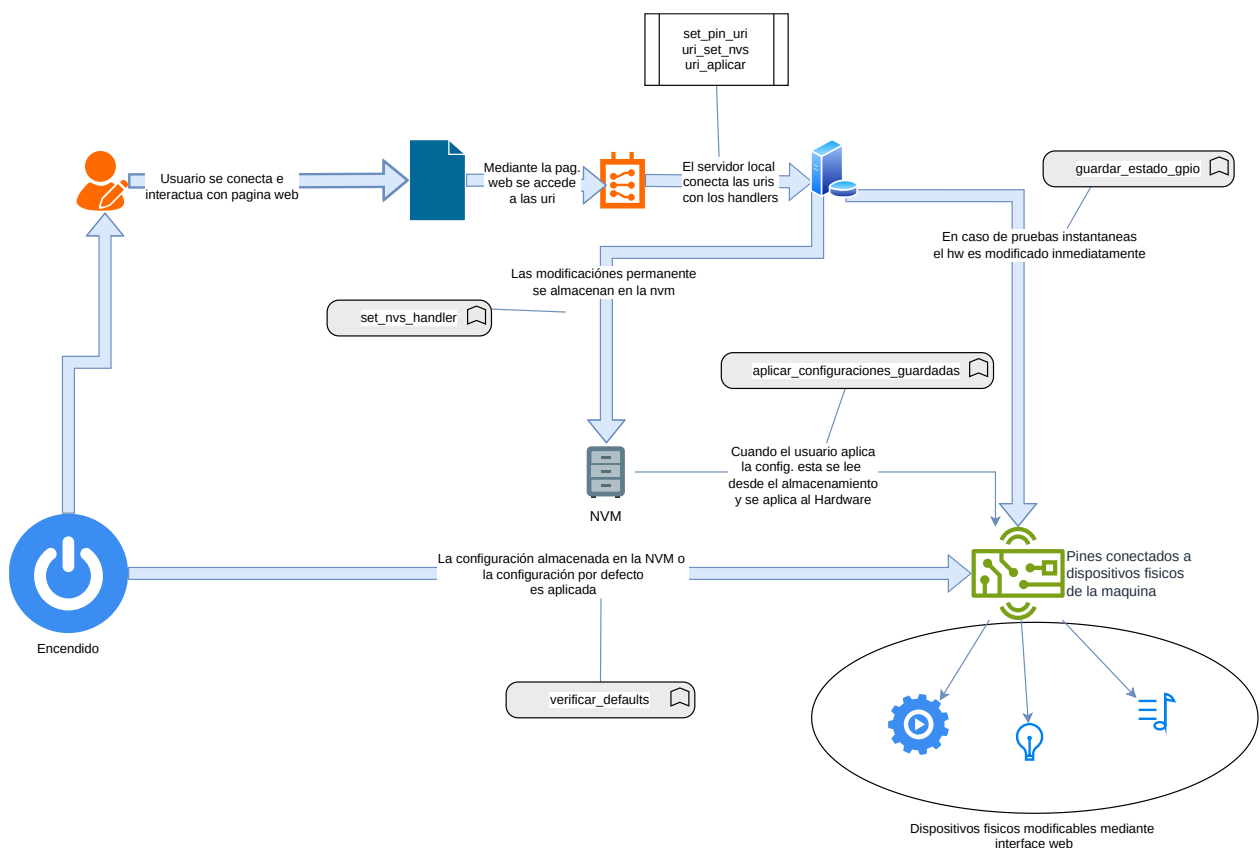 set_pin_uri
uri_set_nvs
uri_aplicar
Usuario se conecta e
interactua con pagina web
Mediante la pag.
web se accede
a las uri
El servidor local
conecta las uris
con los handlers
guardar_estado_gpio
En caso de pruebas instantaneas
el hw es modificado inmediatamente
Las modificaciónes permanente
se almacenan en la nvm
set_nvs_handler
aplicar_configuraciones_guardadas
Cuando el usuario aplica
la config. esta se lee
desde el almacenamiento
y se aplica al Hardware
NVM
La configuración almacenada en la NVM o
la configuración por defecto
es aplicada
Pines conectados a
dispositivos fisicos
de la maquina
Encendido
verificar_defaults
Dispositivos fisicos modificables mediante
interface web